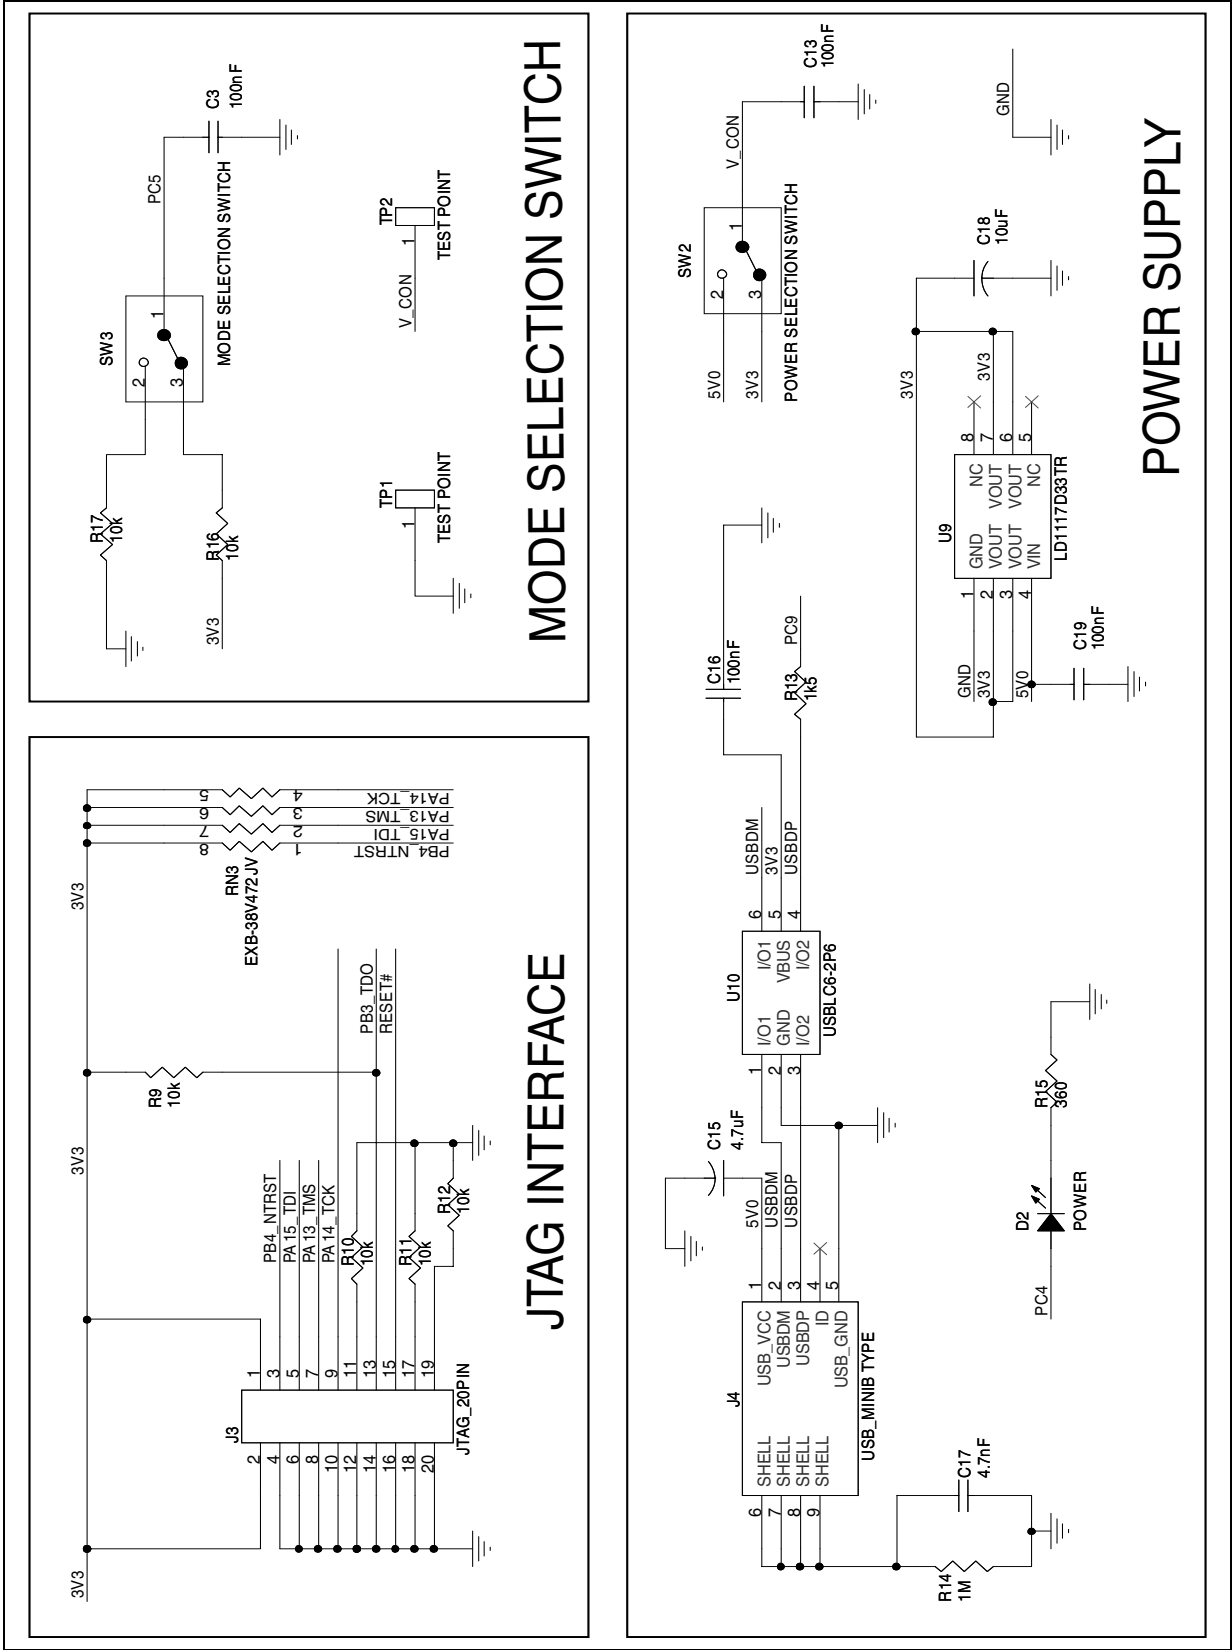 3V3
3V3
3V3
J3
JTAG_20PIN
2
4
6
8
10
12
14
16
18
20
1
3
5
7
9
11
13
15
17
19
PB4_NTRST
PA15_TDI
PA13_TMS
PA14_TCK
R10
10k
R11
10k
R12
10k
R9
10k
PB3_TDO
RESET#
RN3
EXB-38V472JV
8
7
6
5
1
2
3
4
PB4_NTRST
PA15_TDI
PA13_TMS
PA14_TCK
JTAG INTERFACE
R17
10k
R16
10k
3V3
SW3
2
3
1
MODE SELECTION SWITCH
PC5
C3
100nF
TP1
1
TEST POINT
V_CON
TP2
1
TEST POINT
MODE SELECTION SWITCH
J4
USB_MINIB TYPE
SHELL
SHELL
SHELL
SHELL
6
7
8
9
USB_VCC
USBDM
USBDP
ID
USB_GND
1
2
3
4
5
R14
1M
C17
4.7nF
5V0
USBDM
USBDP
C15
4.7uF
U10
USBLC6-2P6
1
2
3
I/O1
GND
I/O2
I/O1
VBUS
I/O2
6
5
4
USBDM
3V3
USBDP
C16
100nF
R13
1k5
PC9
5V0
3V3
SW2
2
3
1
POWER SELECTION SWITCH
V_CON
C13
100nF
GND
PC4
D2
POWER
R15
360
GND
3V3
5V0
C19
100nF
U9
LD1117D33TR
1
2
3
4
GND
VOUT
VOUT
VIN
NC
VOUT
VOUT
NC
8
7
6
5
3V3
3V3
C18
10uF
POWER SUPPLY